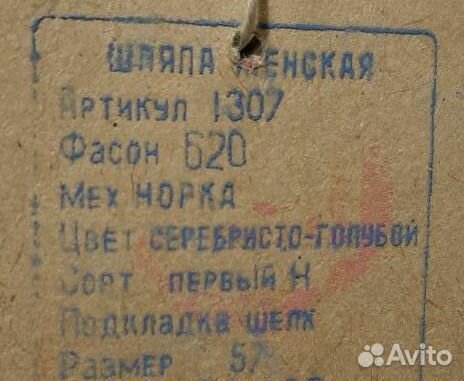 ШЛЯПА ЖЕНСКАЯ
Артикул 1307
Фасон 620
Мех НОРКА
Цвет СЕРЕБРИСТО-ГОЛУБОЙ
Сорт ПЕРВЫЙ Н
Подкладка шелк
Размер 57
Avito